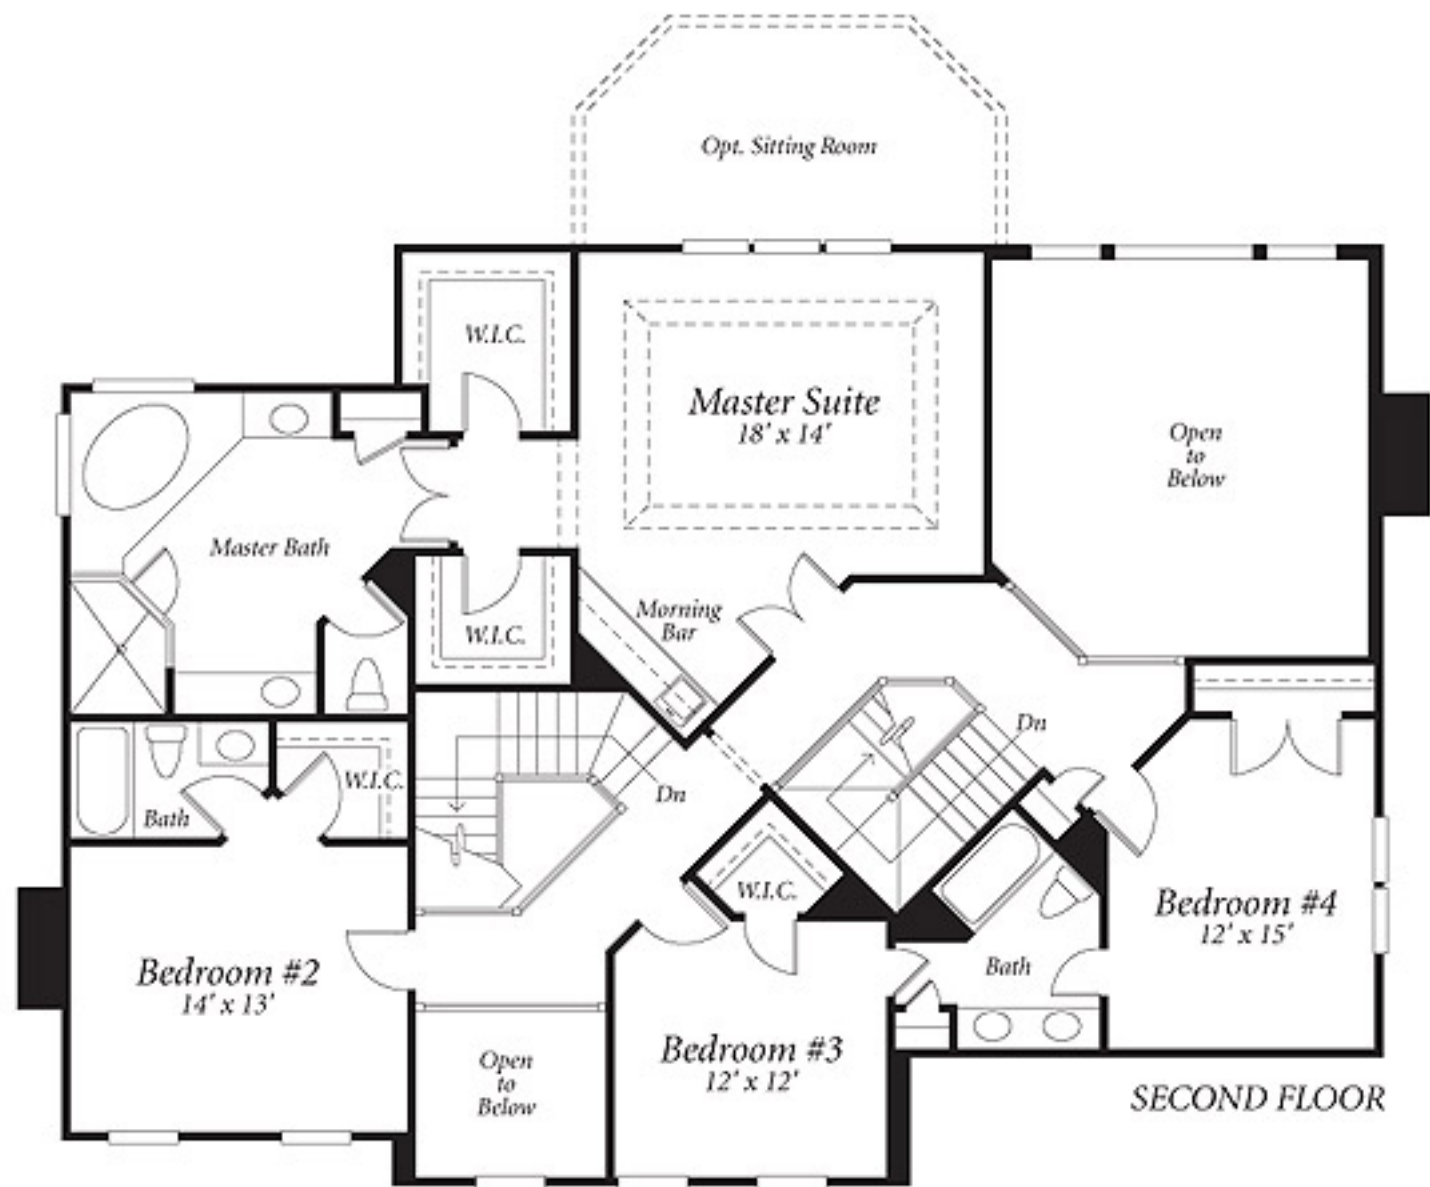 Opt. Sitting Room
W.I.C.
Master Suite
18' x 14'
Open
to
Below
Master Bath
Morning
Bar
W.I.C.
Dn
W.I.C.
Dn
Bath
W.I.C.
Bedroom #4
12' x 15'
Bedroom #2
14' x 13'
Bath
Bedroom #3
12' x 12'
Open
to
Below
SECOND FLOOR